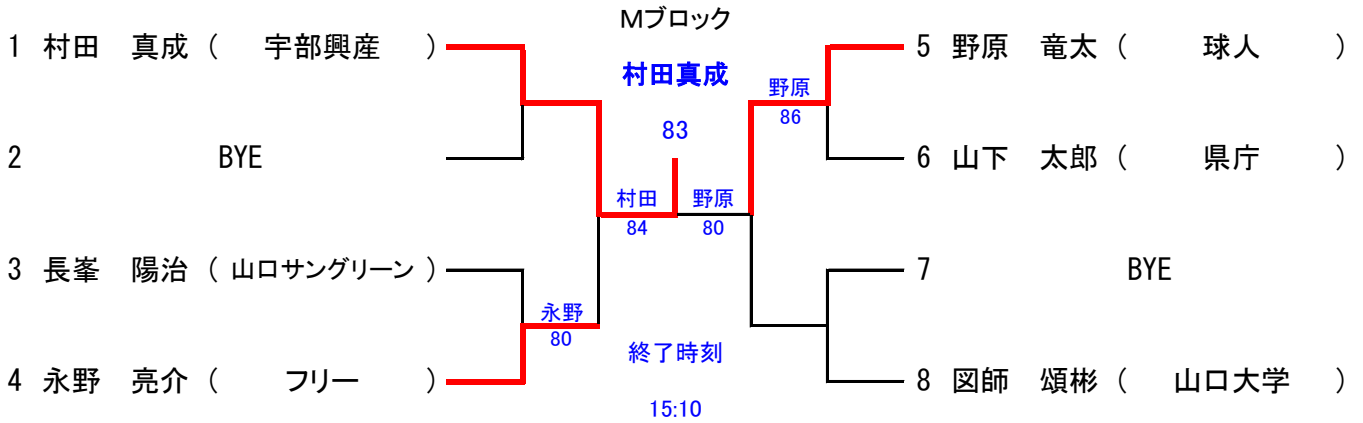 Mブロック
1 村田 真成 ( 宇部興産 )
5 野原 竜太 ( 球人 )
村田真成
野原
86
83
2 BYE
6 山下 太郎 ( 県庁 )
村田 野原
84 80
3 長峯 陽治 ( 山口サングリーン )
7 BYE
永野
80
終了時刻
4 永野 亮介 ( フリー )
8 図師 頌彬 ( 山口大学 )
15:10